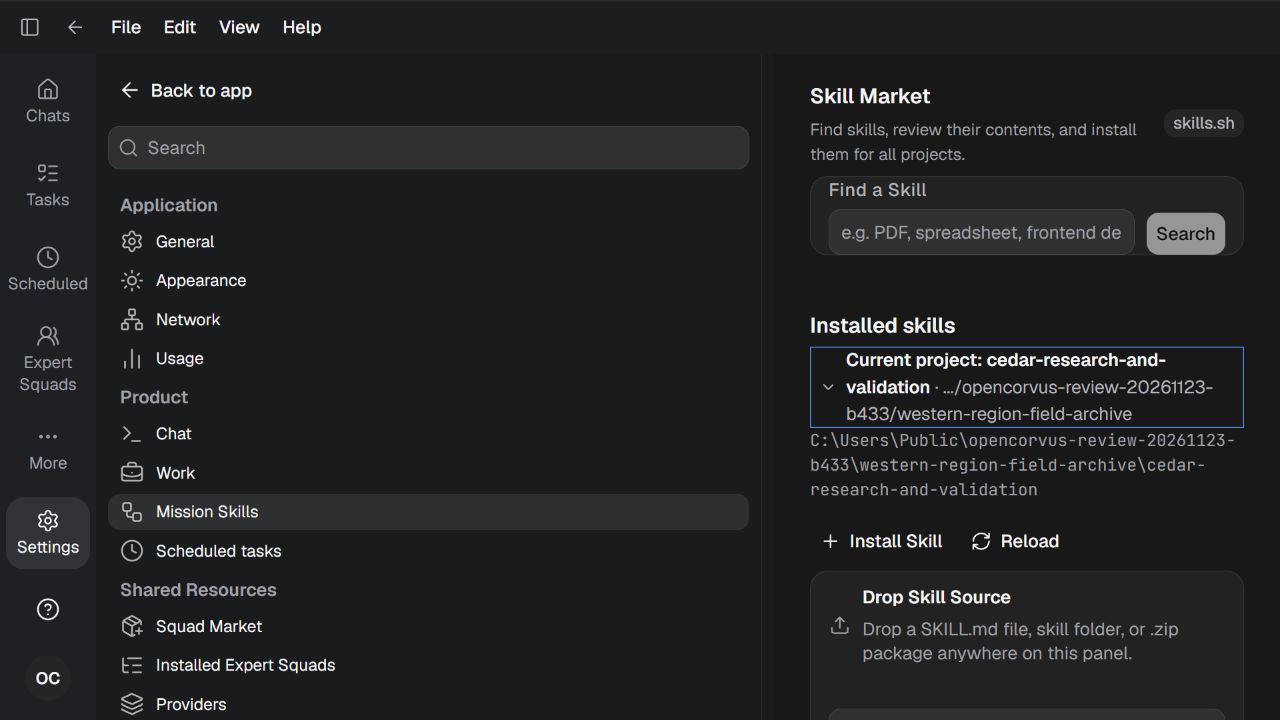 File Edit View Help
Chats
Tasks
Scheduled
Expert
Squads
More
Settings
OC
Back to app
Search
Application
General
Appearance
Network
Usage
Product
Chat
Work
Mission Skills
Scheduled tasks
Shared Resources
Squad Market
Installed Expert Squads
Providers
Skill Market
Find skills, review their contents, and install
them for all projects.
skills.sh
Find a Skill
e.g. PDF, spreadsheet, frontend de
Search
Installed skills
Current project: cedar-research-and-
validation · …/opencorvus-review-20261123-
b433/western-region-field-archive
C:\Users\Public\opencorvus-review-20261123-
b433\western-region-field-archive\cedar-
research-and-validation
Install Skill
Reload
Drop Skill Source
Drop a SKILL.md file, skill folder, or .zip
package anywhere on this panel.